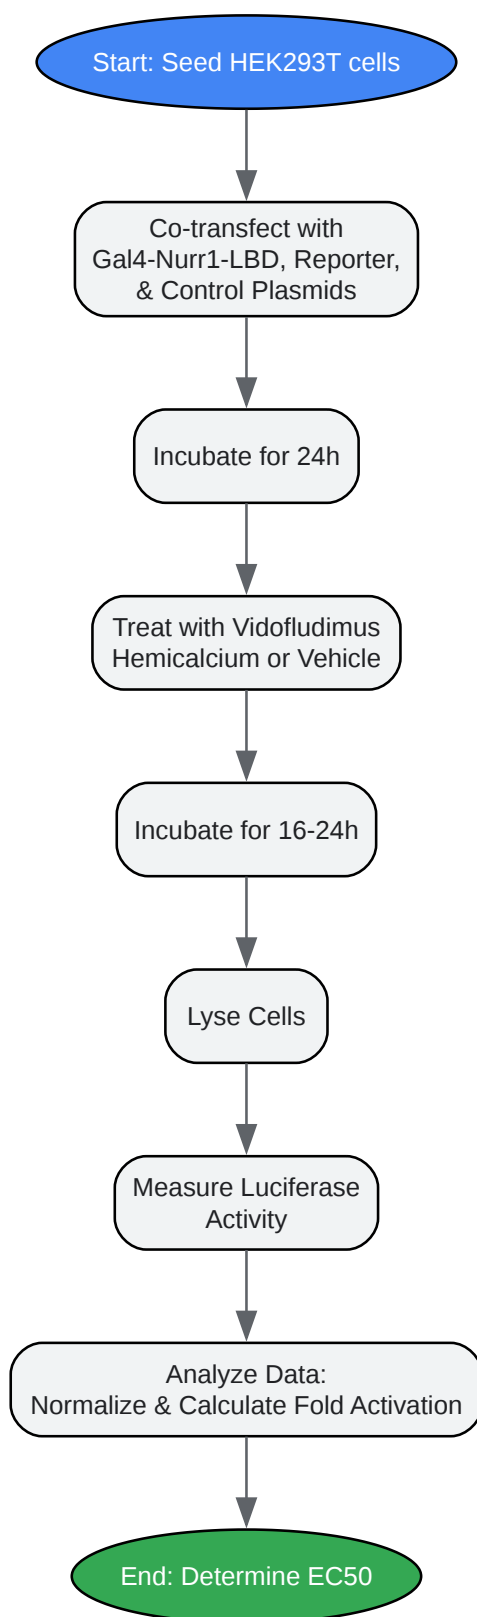 Start: Seed HEK293T cells
Co-transfect with
Gal4-Nurr1-LBD, Reporter,
& Control Plasmids
Incubate for 24h
Treat with Vidofludimus
Hemicalcium or Vehicle
Incubate for 16-24h
Lyse Cells
Measure Luciferase
Activity
Analyze Data:
Normalize & Calculate Fold Activation
End: Determine EC50